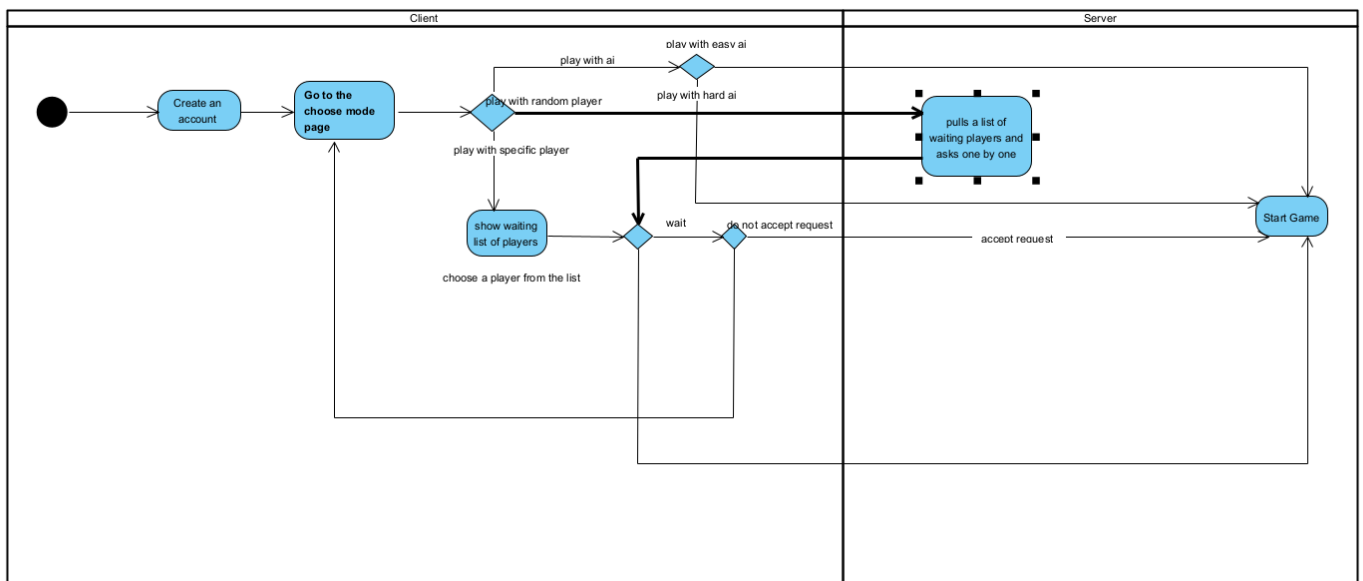 Client
Server
play with easy ai
play with ai
play with hard ai
Create an
account
Go to the
choose mode
page
play with random player
play with specific player
pulls a list of
waiting players and
asks one by one
show waiting
list of players
wait
do not accept request
accept request
Start Game
choose a player from the list